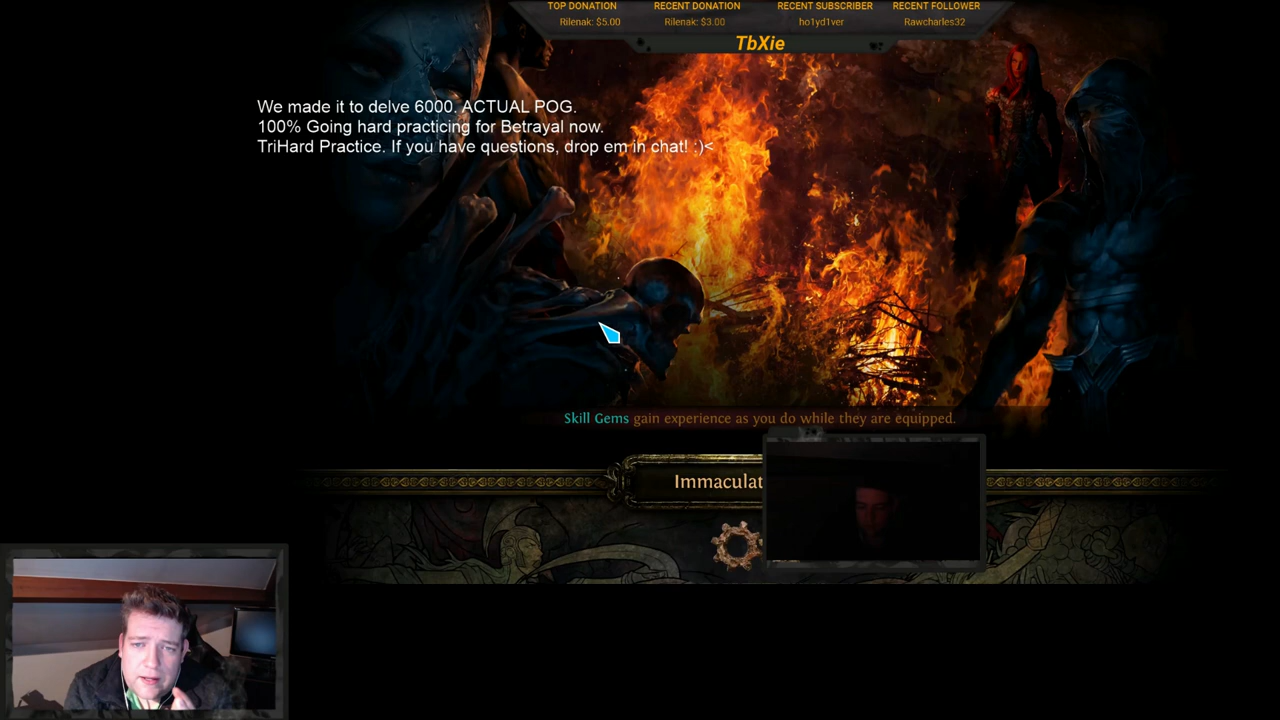 TOP DONATION
RECENT DONATION
RECENT SUBSCRIBER
RECENT FOLLOWER
Rilenak: $5.00
Rilenak: $3.00
ho1yd1ver
Rawcharles32
TbXie
We made it to delve 6000. ACTUAL POG.
100% Going hard practicing for Betrayal now.
TriHard Practice. If you have questions, drop em in chat! :)<
Skill Gems gain experience as you do while they are equipped.
Immaculat